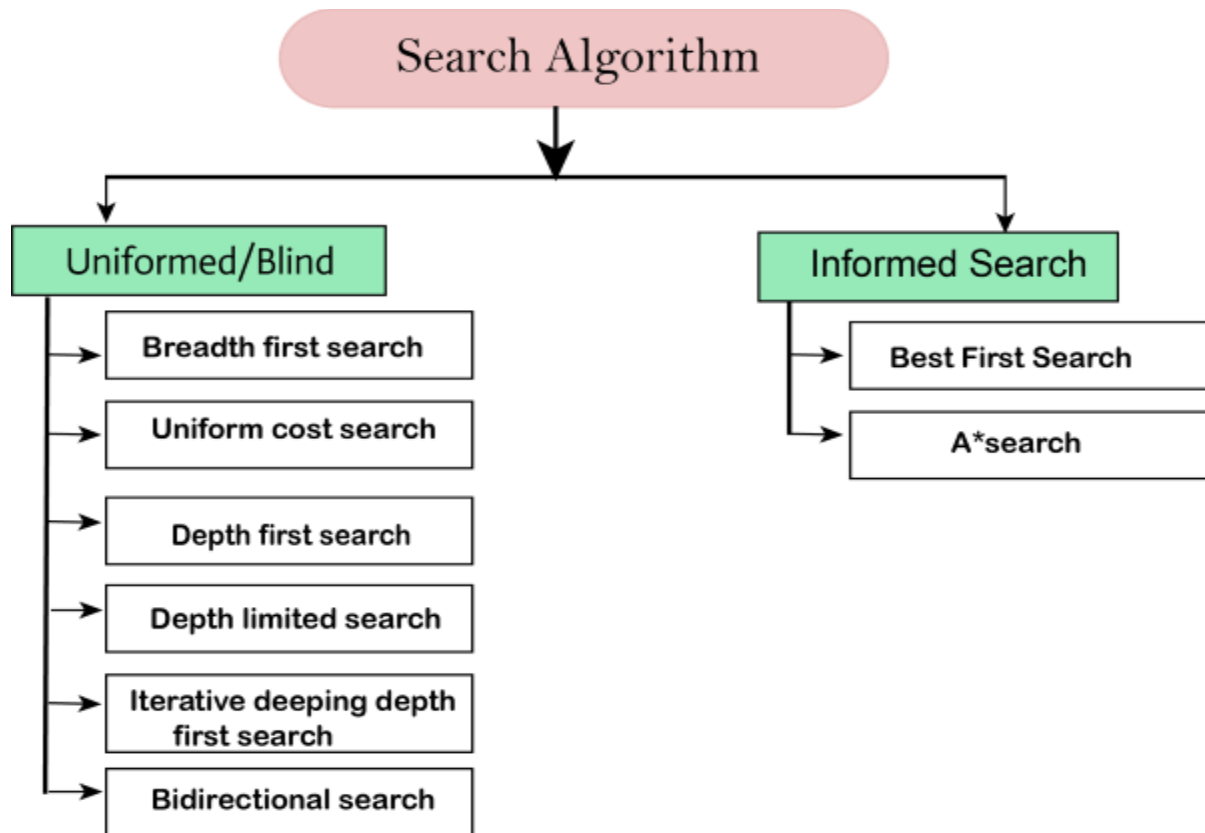 Search Algorithm
Uniformed/Blind
Breadth first search
Uniform cost search
Depth first search
Depth limited search
Iterative deeping depth
first search
Bidirectional search
Informed Search
Best First Search
A*search